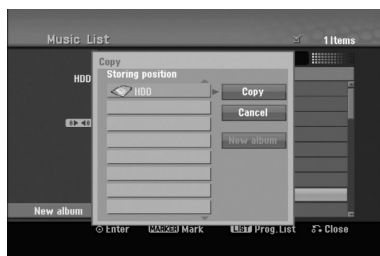 Music List
1 Items
Copy
Storing position
HDD
HDD
Copy
Cancel
New album
New album
Enter MARKER Mark LIST Prog. List Close